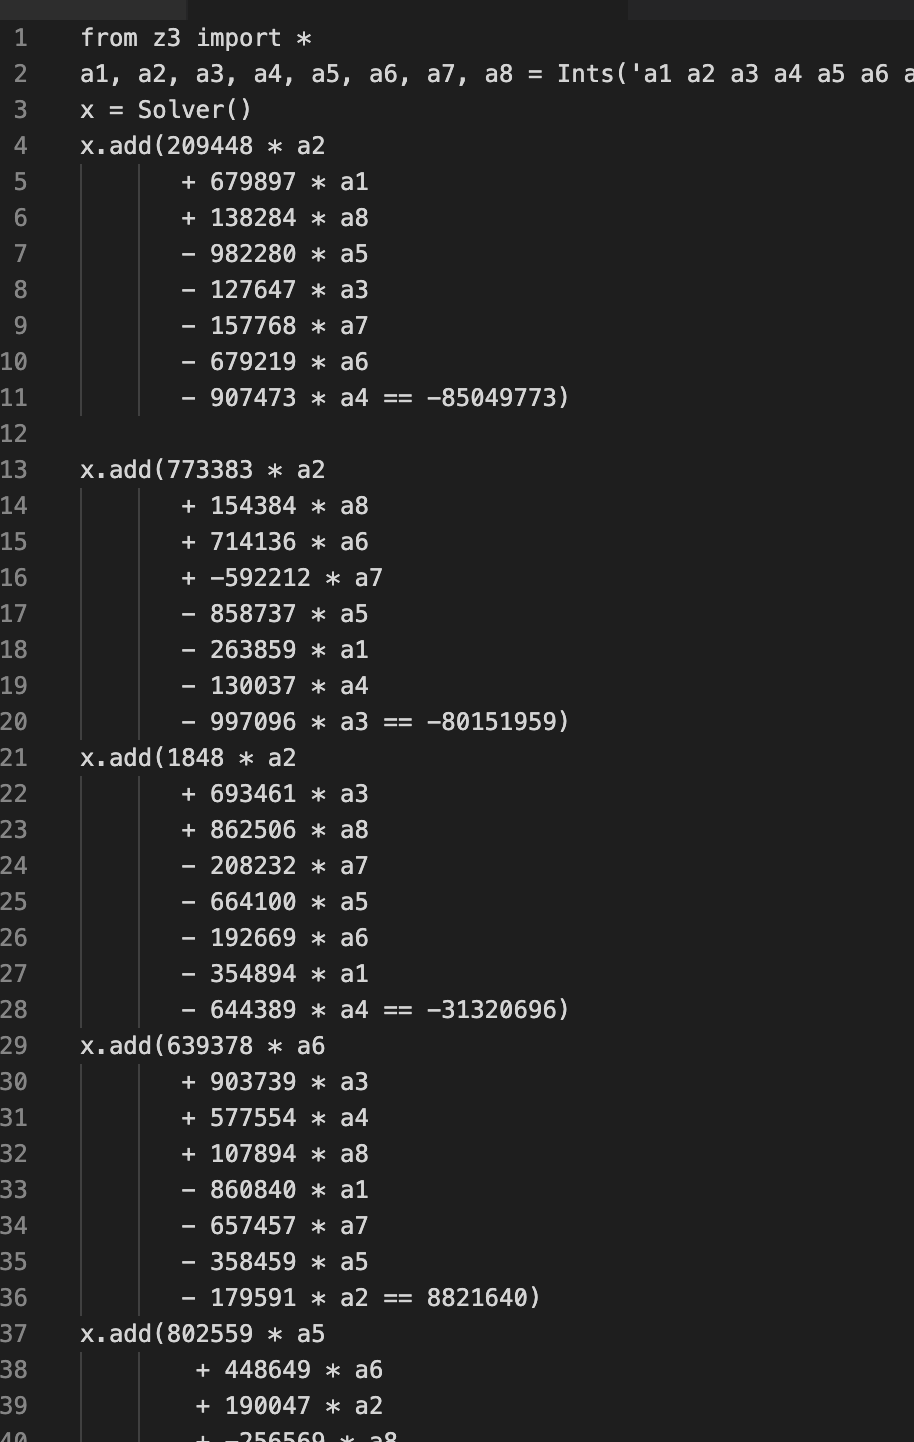 1 from z3 import *
2 a1, a2, a3, a4, a5, a6, a7, a8 = Ints('a1 a2 a3 a4 a5 a6 a
3 x = Solver()
4 x.add(209448 * a2
5 + 679897 * a1
6 + 138284 * a8
7 - 982280 * a5
8 - 127647 * a3
9 - 157768 * a7
10 - 679219 * a6
11 - 907473 * a4 == -85049773)
12
13 x.add(773383 * a2
14 + 154384 * a8
15 + 714136 * a6
16 + -592212 * a7
17 - 858737 * a5
18 - 263859 * a1
19 - 130037 * a4
20 - 997096 * a3 == -80151959)
21 x.add(1848 * a2
22 + 693461 * a3
23 + 862506 * a8
24 - 208232 * a7
25 - 664100 * a5
26 - 192669 * a6
27 - 354894 * a1
28 - 644389 * a4 == -31320696)
29 x.add(639378 * a6
30 + 903739 * a3
31 + 577554 * a4
32 + 107894 * a8
33 - 860840 * a1
34 - 657457 * a7
35 - 358459 * a5
36 - 179591 * a2 == 8821640)
37 x.add(802559 * a5
38 + 448649 * a6
39 + 190047 * a2
40 + -256569 * a8